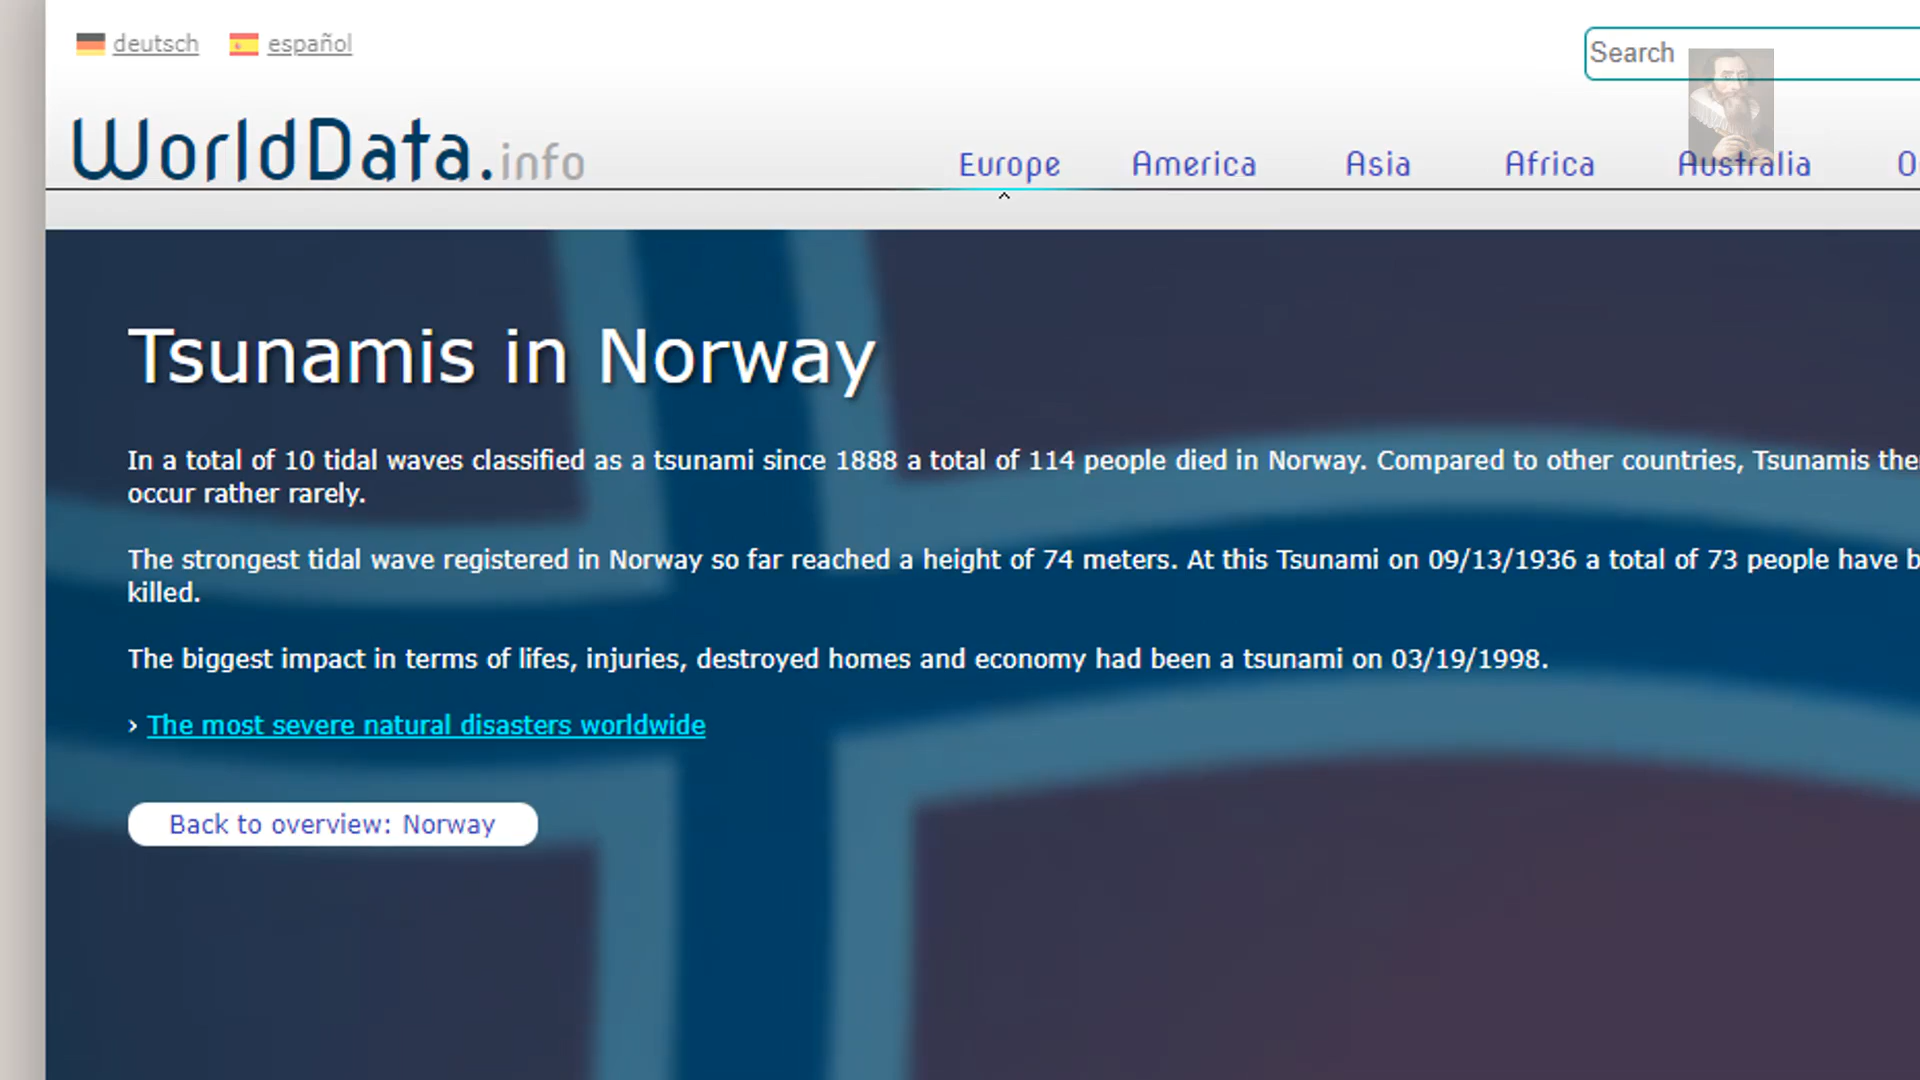 deutsch español
Search
WorldData.info
Europe America Asia Africa Australia
Tsunamis in Norway
In a total of 10 tidal waves classified as a tsunami since 1888 a total of 114 people died in Norway. Compared to other countries, Tsunamis
occur rather rarely.
The strongest tidal wave registered in Norway so far reached a height of 74 meters. At this Tsunami on 09/13/1936 a total of 73 people have
killed.
The biggest impact in terms of lifes, injuries, destroyed homes and economy had been a tsunami on 03/19/1998.
› The most severe natural disasters worldwide
Back to overview: Norway